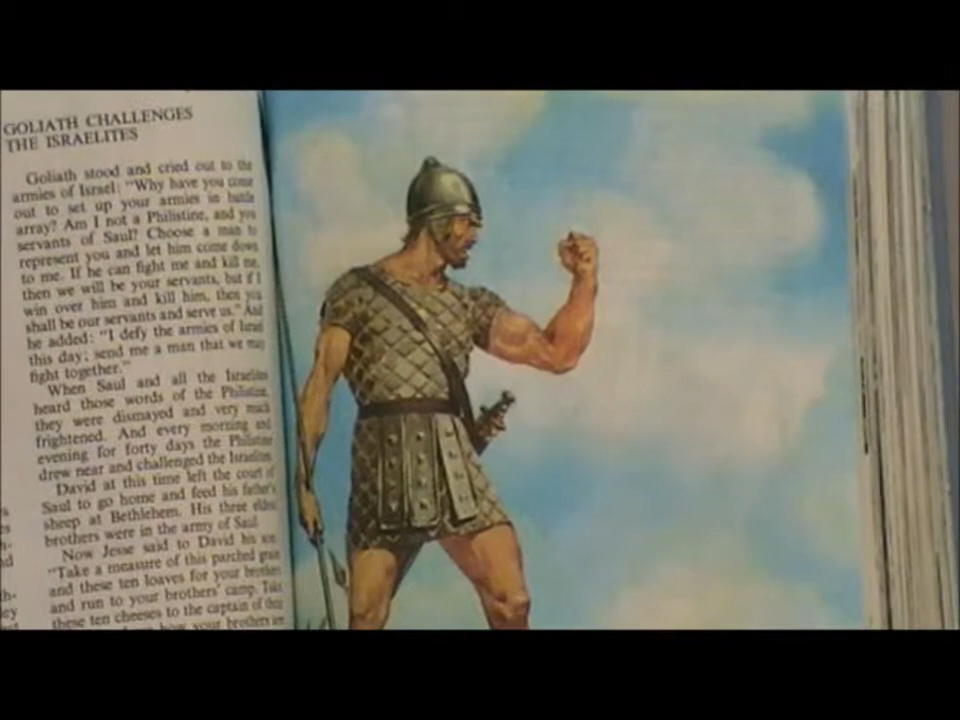 GOLIATH CHALLENGES
THE ISRAELITES
Goliath stood and cried out to the
armies of Israel: "Why have you come
out to set up your armies in battle
array? Am I not a Philistine, and you
servants of Saul? Choose a man to
represent you and let him come down
to me. If he can fight me and kill me,
then we will be your servants, but if I
win over him and kill him, then you
shall be our servants and serve us." And
he added: "I defy the armies of Israel
this day; send me a man that we may
fight together."
When Saul and all the Israelites
heard those words of the Philistine,
they were dismayed and very much
frightened. And every morning and
evening for forty days the Philistine
drew near and challenged the Israelites.
David at this time left the court of
Saul to go home and feed his father's
sheep at Bethlehem. His three elder
brothers were in the army of Saul.
Now Jesse said to David his son,
"Take a measure of this parched grain
and these ten loaves for your brothers
and run to your brothers' camp. Take
these ten cheeses to the captain of their
how your brothers are